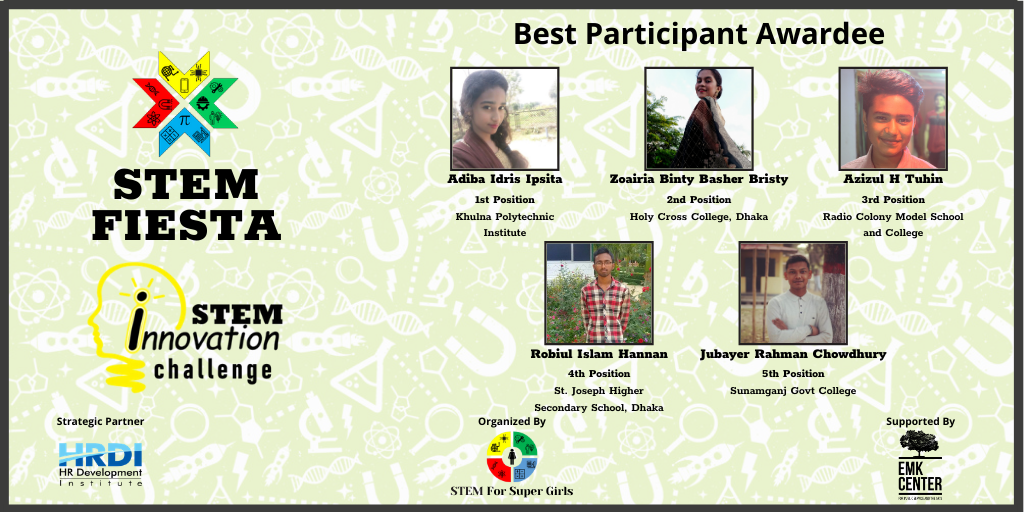 Best Participant Awardee
STEM
FIESTA
STEM
innovation
challenge
Adiba Idris Ipsita
1st Position
Khulna Polytechnic
Institute
Zoairia Binty Basher Bristy
2nd Position
Holy Cross College, Dhaka
Azizul H Tuhin
3rd Position
Radio Colony Model School
and College
Robiul Islam Hannan
4th Position
St. Joseph Higher
Secondary School, Dhaka
Jubayer Rahman Chowdhury
5th Position
Sunamganj Govt College
Strategic Partner
HRDI
HR Development
Institute
Organized By
STEM For Super Girls
Supported By
EMK
CENTER